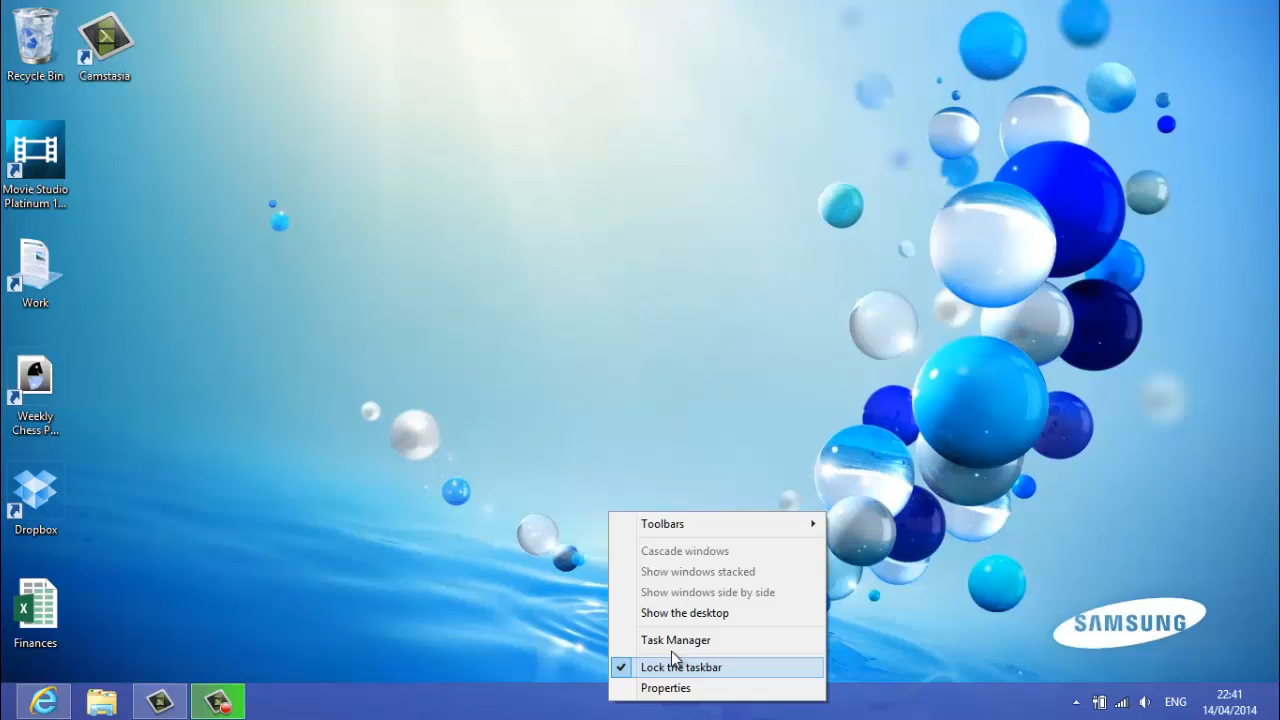 Recycle Bin
Camstasia
Movie Studio
Platinum 1...
Work
Weekly
Chess P...
Dropbox
Finances
Toolbars
Cascade windows
Show windows stacked
Show windows side by side
Show the desktop
Task Manager
Lock the taskbar
Properties
SAMSUNG
ENG
22:41
14/04/2014